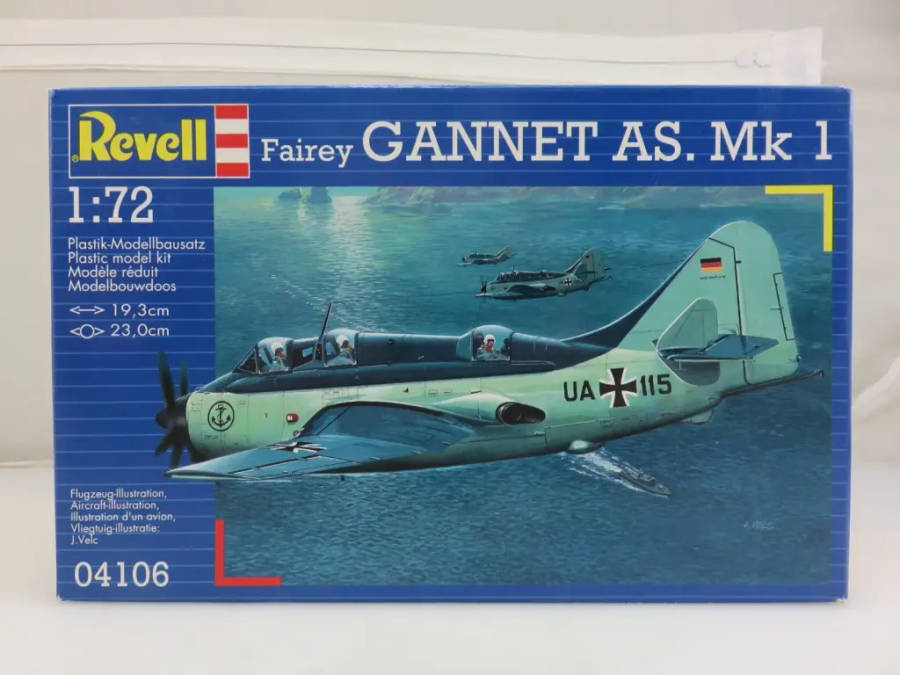 Revell
Fairey GANNET AS. Mk 1
1:72
Plastik-Modellbausatz
Plastic model kit
Modèle réduit
Modelbouwdoos
19,3cm
23,0cm
UA 115
Flugzeug-Illustration,
Aircraft-illustration,
Illustration d'un avion,
Vliegtuig-illustratie:
J.Velc
04106